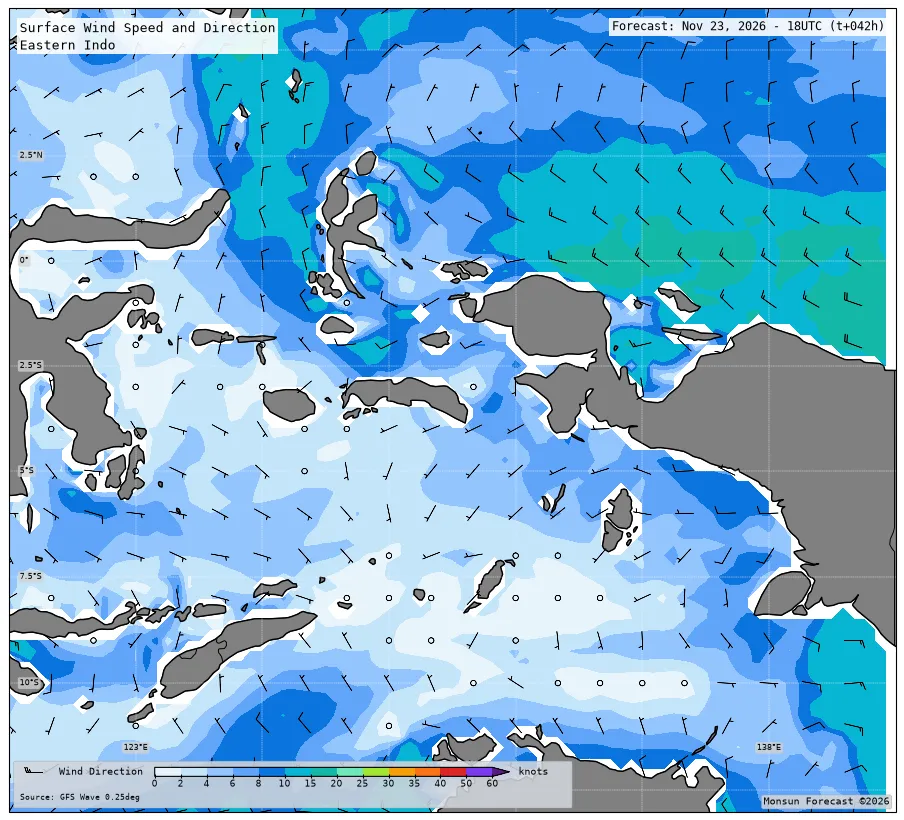 Surface Wind Speed and Direction
Eastern Indo
Forecast: Nov 23, 2026 - 18UTC (t+042h)
2.5°N
0°
2.5°S
5°S
7.5°S
10°S
123°E
138°E
Wind Direction
0 2 4 6 8 10 15 20 25 30 35 40 50 60
knots
Source: GFS Wave 0.25deg
Monsun Forecast ©2026